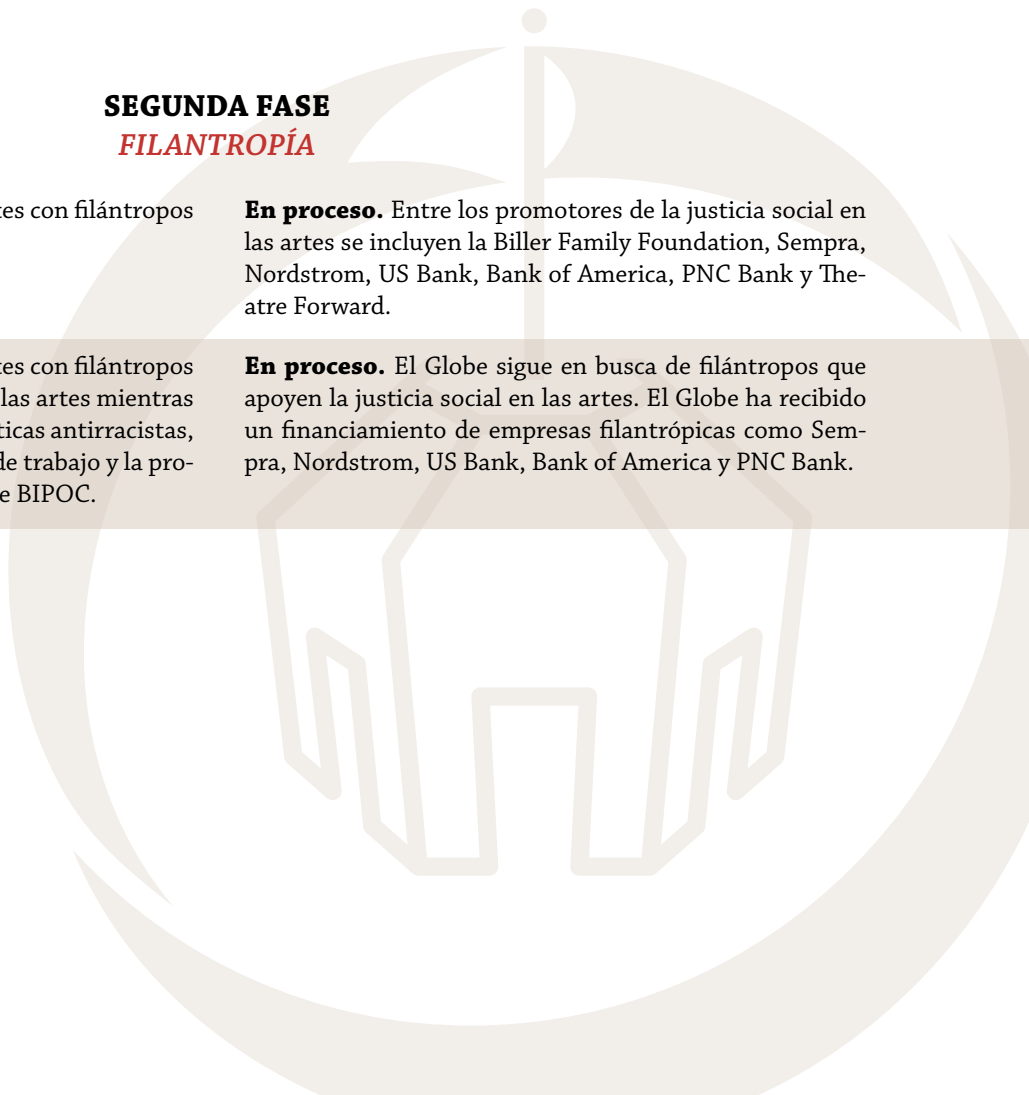 SEGUNDA FASE
FILANTROPÍA
con filántropos
En proceso. Entre los promotores de la justicia social en
las artes se incluyen la Biller Family Foundation, Sempra,
Nordstrom, US Bank, Bank of America, PNC Bank y The-
atre Forward.
con filántropos
las artes mientras
ticas antirracistas,
de trabajo y la pro-
e BIPOC.
En proceso. El Globe sigue en busca de filántropos que
apoyen la justicia social en las artes. El Globe ha recibido
un financiamiento de empresas filantrópicas como Sem-
pra, Nordstrom, US Bank, Bank of America y PNC Bank.